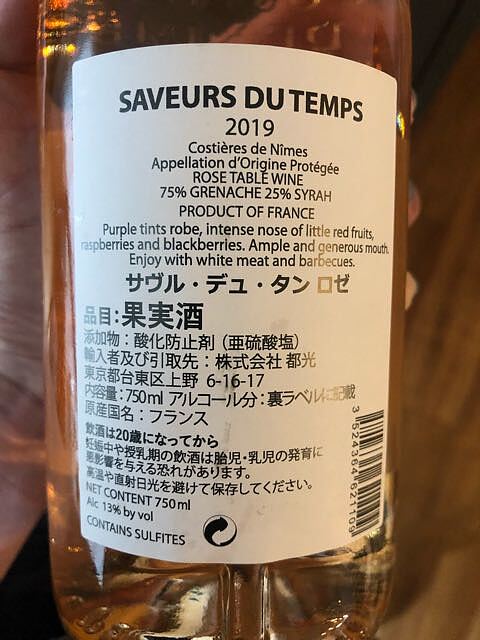 SAVEURS DU TEMPS
2019
Costières de Nîmes
Appellation d'Origine Protégée
ROSE TABLE WINE
75% GRENACHE 25% SYRAH
PRODUCT OF FRANCE
Purple tints robe, intense nose of little red fruits,
raspberries and blackberries. Ample and generous mouth.
Enjoy with white meat and barbecues.
サヴル・デュ・タン ロゼ
品目:果実酒
添加物:酸化防止剤(亜硫酸塩)
輸入者及び引取先:株式会社 都光
東京都台東区上野 6-16-17
内容量:750ml アルコール分:裏ラベルに記載
原産国名:フランス
飲酒は20歳になってから
妊娠中や授乳期の飲酒は胎児・乳児の発育に
悪影響を与える恐れがあります。
高温や直射日光を避けて保存してください。
NET CONTENT 750 ml
Alc 13% by vol
CONTAINS SULFITES
3 524364 621109